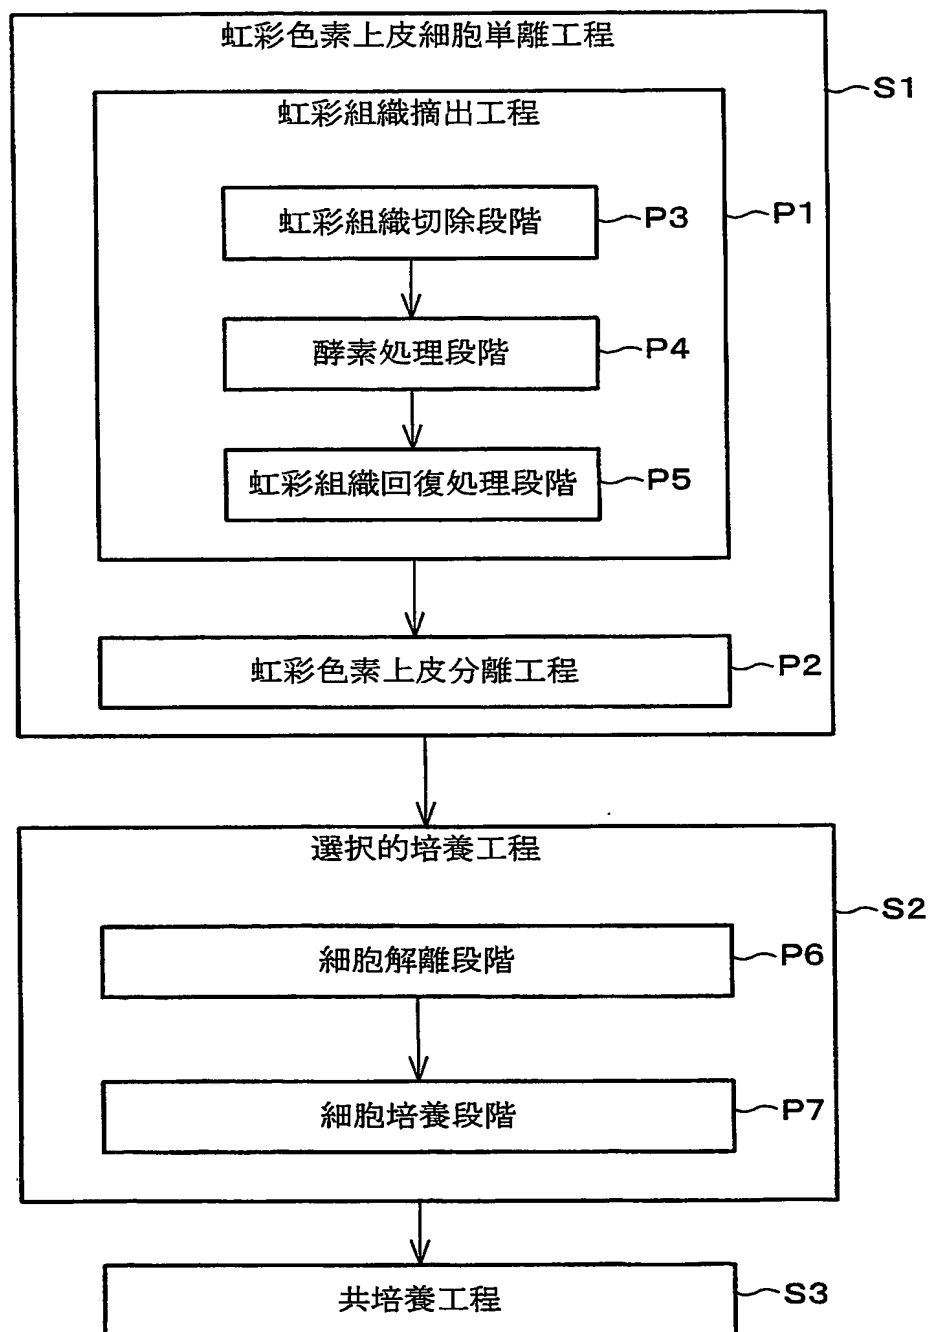 虹彩色素上皮細胞単離工程
S1
虹彩組織摘出工程
P1
虹彩組織切除段階
P3
酵素処理段階
P4
虹彩組織回復処理段階
P5
虹彩色素上皮分離工程
P2
選択的培養工程
S2
細胞解離段階
P6
細胞培養段階
P7
共培養工程
S3